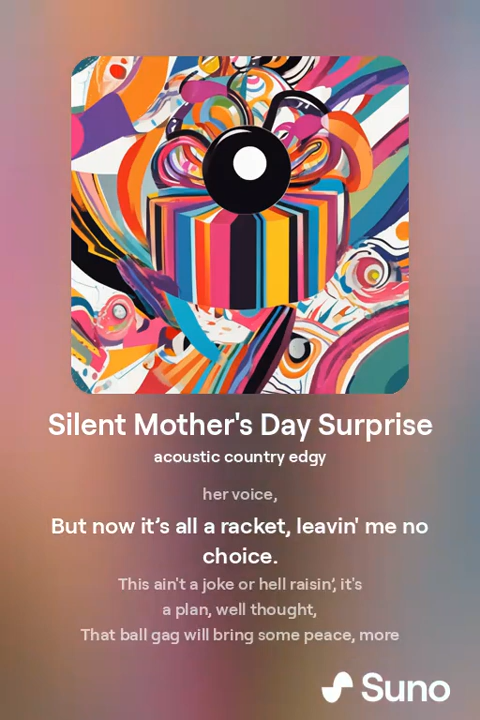 Silent Mother's Day Surprise
acoustic country edgy
her voice,
But now it’s all a racket, leavin' me no
choice.
This ain't a joke or hell raisin’, it's
a plan, well thought,
That ball gag will bring some peace, more
Suno